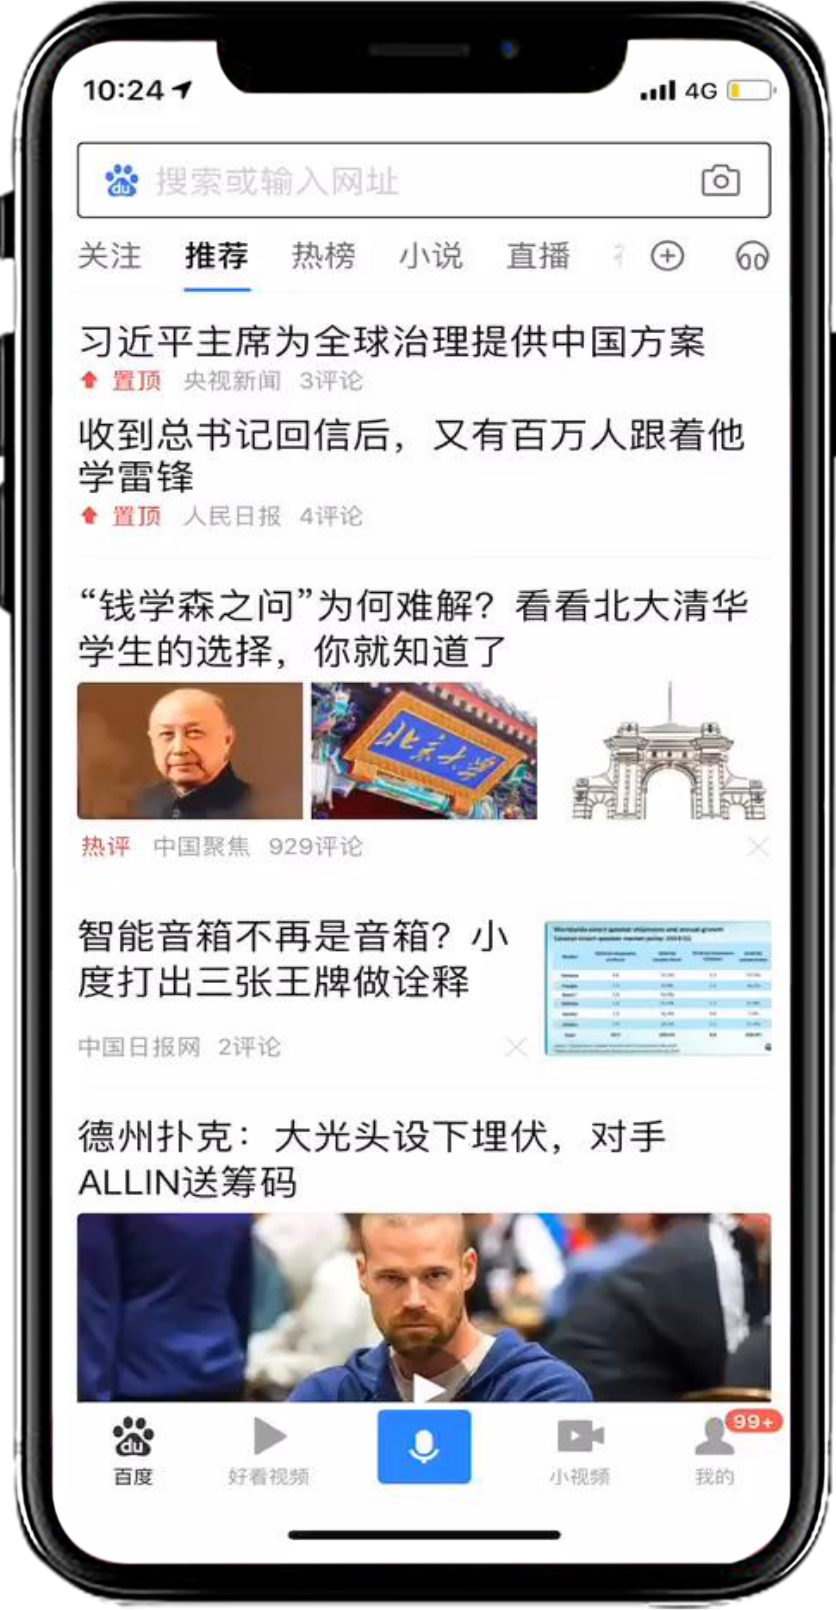 10:24
4G
du 搜索或输入网址
关注 推荐 热榜 小说 直播
习近平主席为全球治理提供中国方案
置顶 央视新闻 3评论
收到总书记回信后，又有百万人跟着他
学雷锋
置顶 人民日报 4评论
“钱学森之问”为何难解？看看北大清华
学生的选择，你就知道了
北京大学
热评 中国聚焦 929评论
智能音箱不再是音箱？小
度打出三张王牌做诠释
中国日报网 2评论
德州扑克：大光头设下埋伏，对手
ALLIN送筹码
du
99+
百度 好看视频 小视频 我的